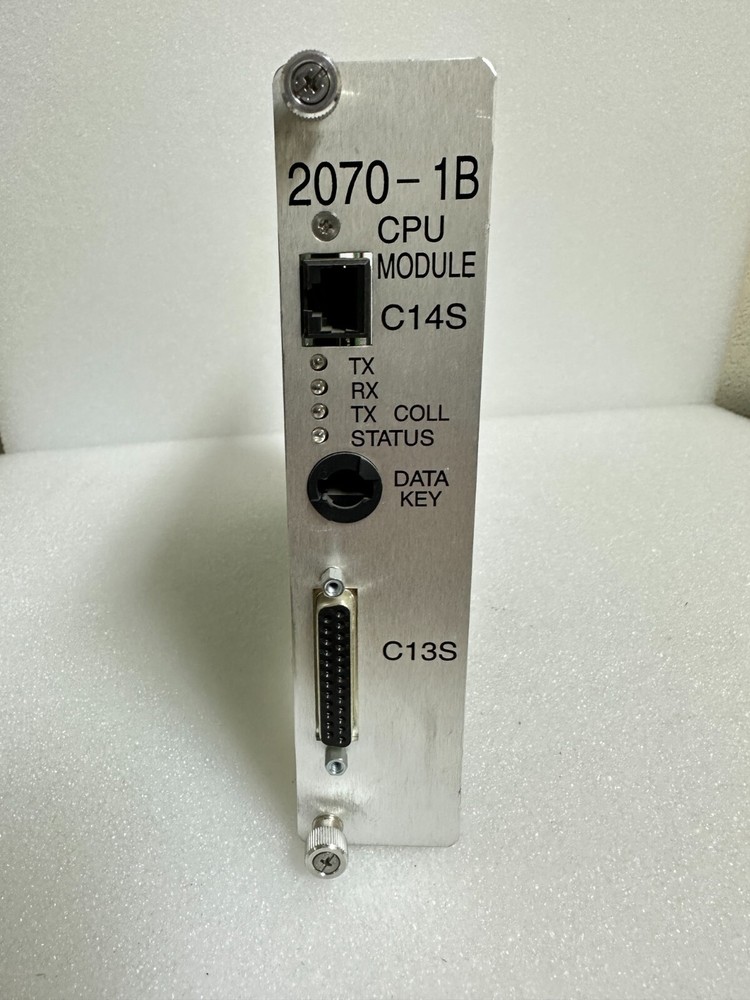 2070-1B
CPU
MODULE
C14S
TX
RX
TX COLL
STATUS
DATA
KEY
C13S